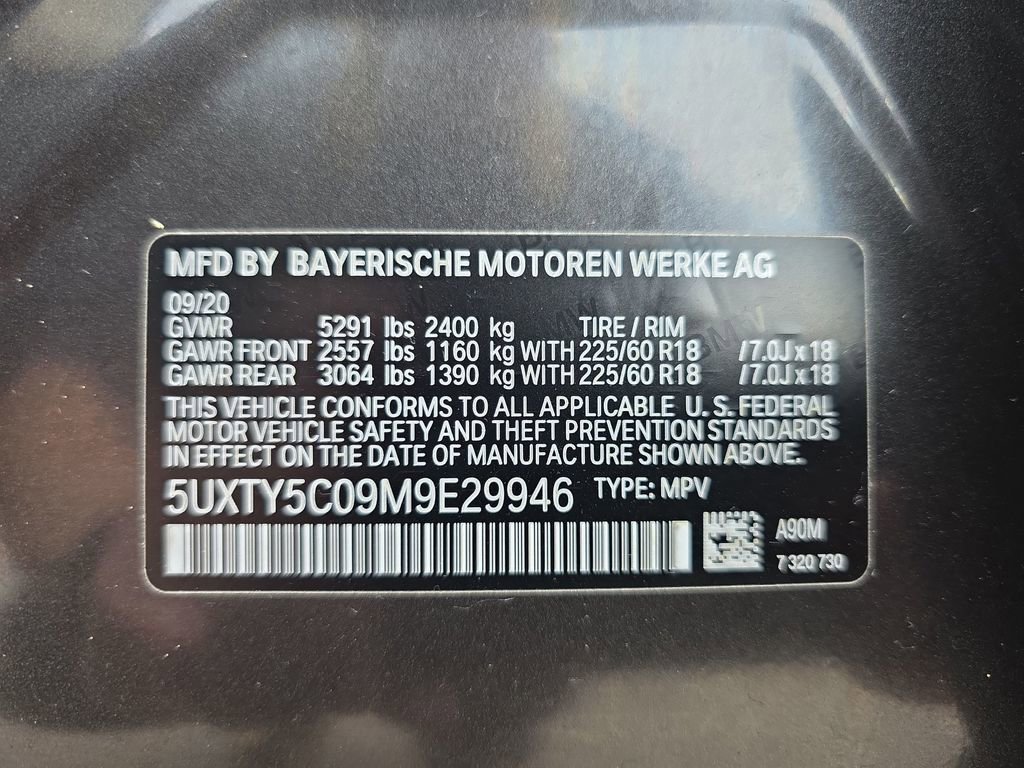 MFD BY BAYERISCHE MOTOREN WERKE AG
09/20
GVWR 5291 lbs 2400 kg TIRE / RIM
GAWR FRONT 2557 lbs 1160 kg WITH 225/60 R18 /7.0J x 18
GAWR REAR 3064 lbs 1390 kg WITH 225/60 R18 /7.0J x 18
THIS VEHICLE CONFORMS TO ALL APPLICABLE U. S. FEDERAL
MOTOR VEHICLE SAFETY AND THEFT PREVENTION STANDARDS
IN EFFECT ON THE DATE OF MANUFACTURE SHOWN ABOVE.
5UXTY5C09M9E29946 TYPE: MPV
A90M
7 320 730